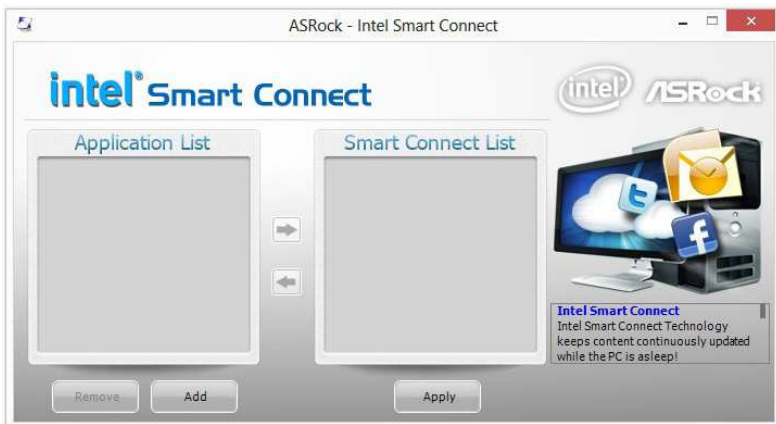 ASRock - Intel Smart Connect
intel® Smart Connect
intel ASRock
Application List
Smart Connect List
Intel Smart Connect
Intel Smart Connect Technology
keeps content continuously updated
while the PC is asleep!
Remove
Add
Apply